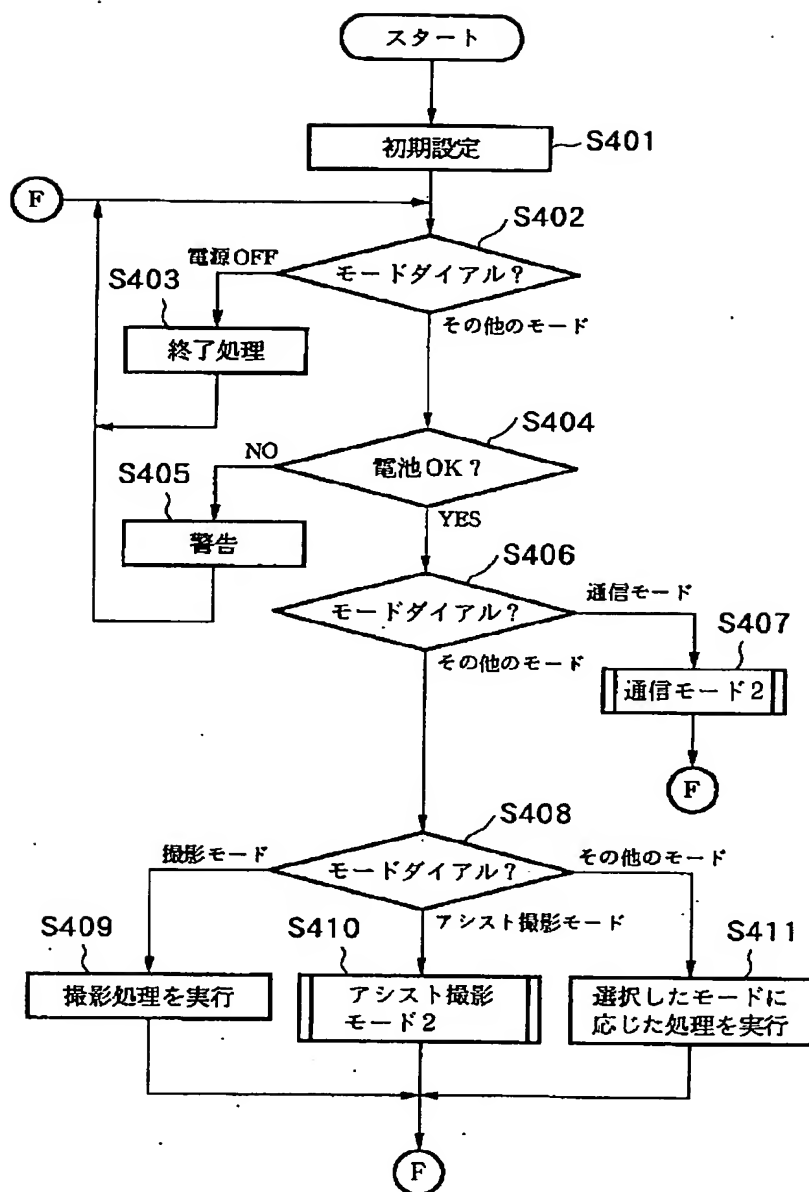 スタート
初期設定
S401
F
S402
電源OFF
モードダイアル?
S403
その他のモード
終了処理
S404
NO
電池OK?
S405
YES
警告
S406
通信モード
モードダイアル?
S407
その他のモード
通信モード2
F
S408
撮影モード
モードダイアル?
その他のモード
アシスト撮影モード
S409
S410
S411
撮影処理を実行
アシスト撮影
モード2
選択したモードに
応じた処理を実行
F